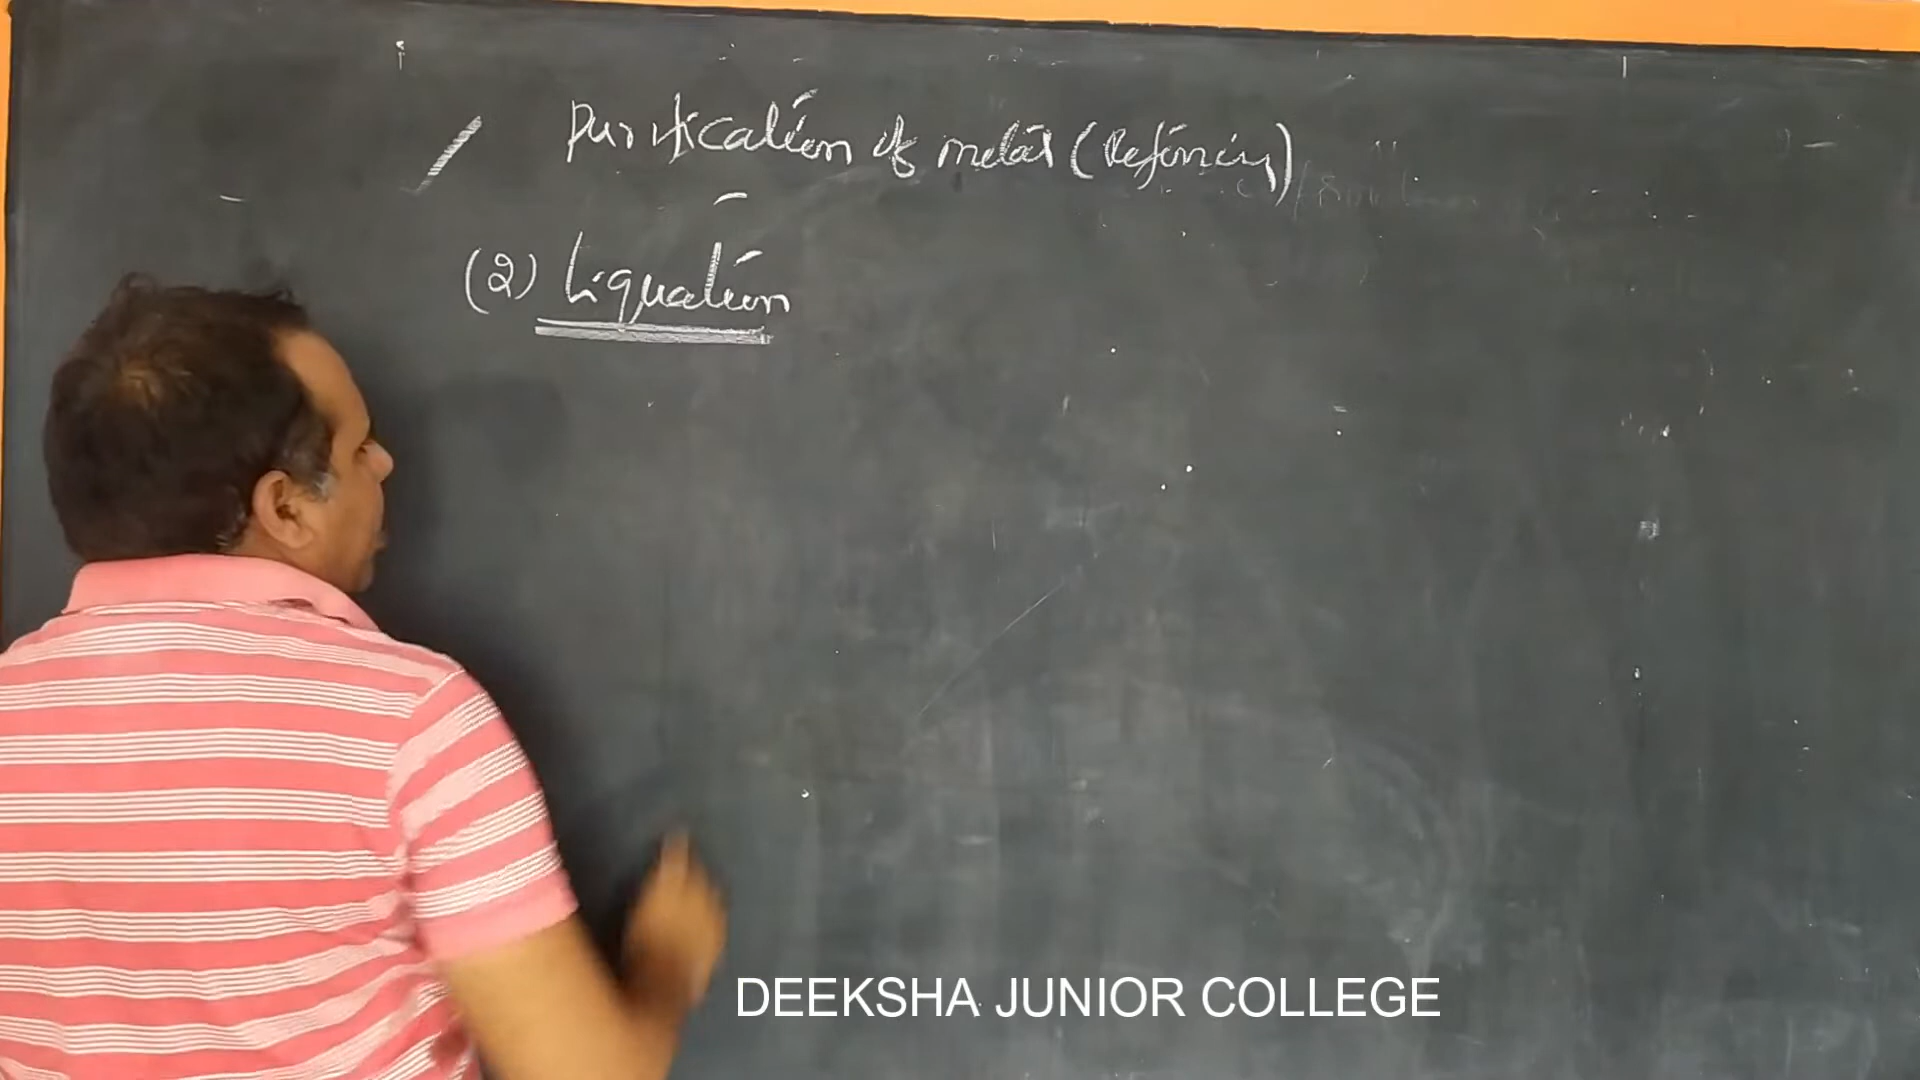 Purification of metal (Refining)
(2) Liquation
DEEKSHA JUNIOR COLLEGE